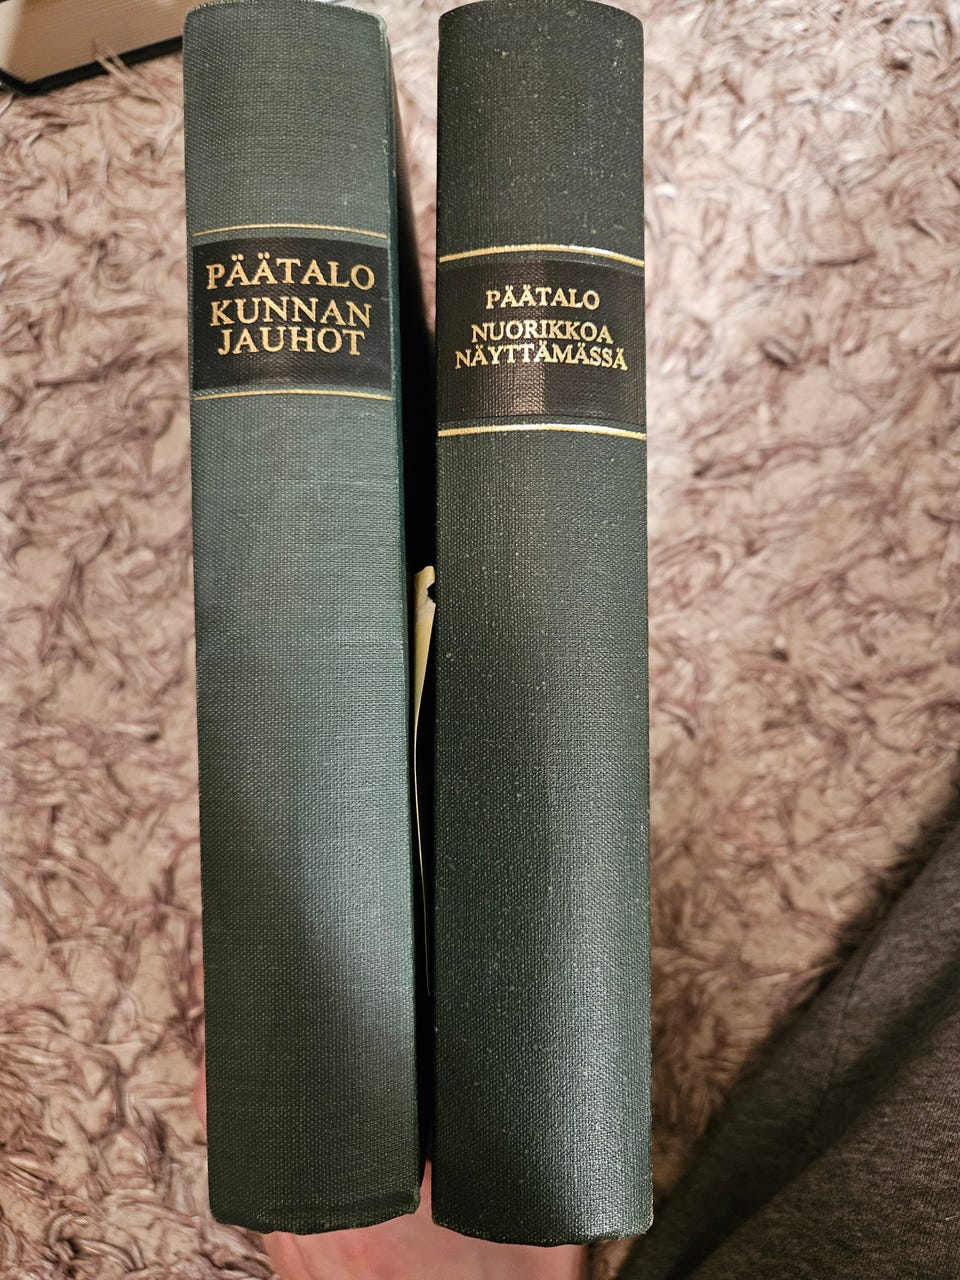 PÄÄTALO
KUNNAN
JAUHOT
PÄÄTALO
NUORIKKOA
NÄYTTÄMÄSSÄ